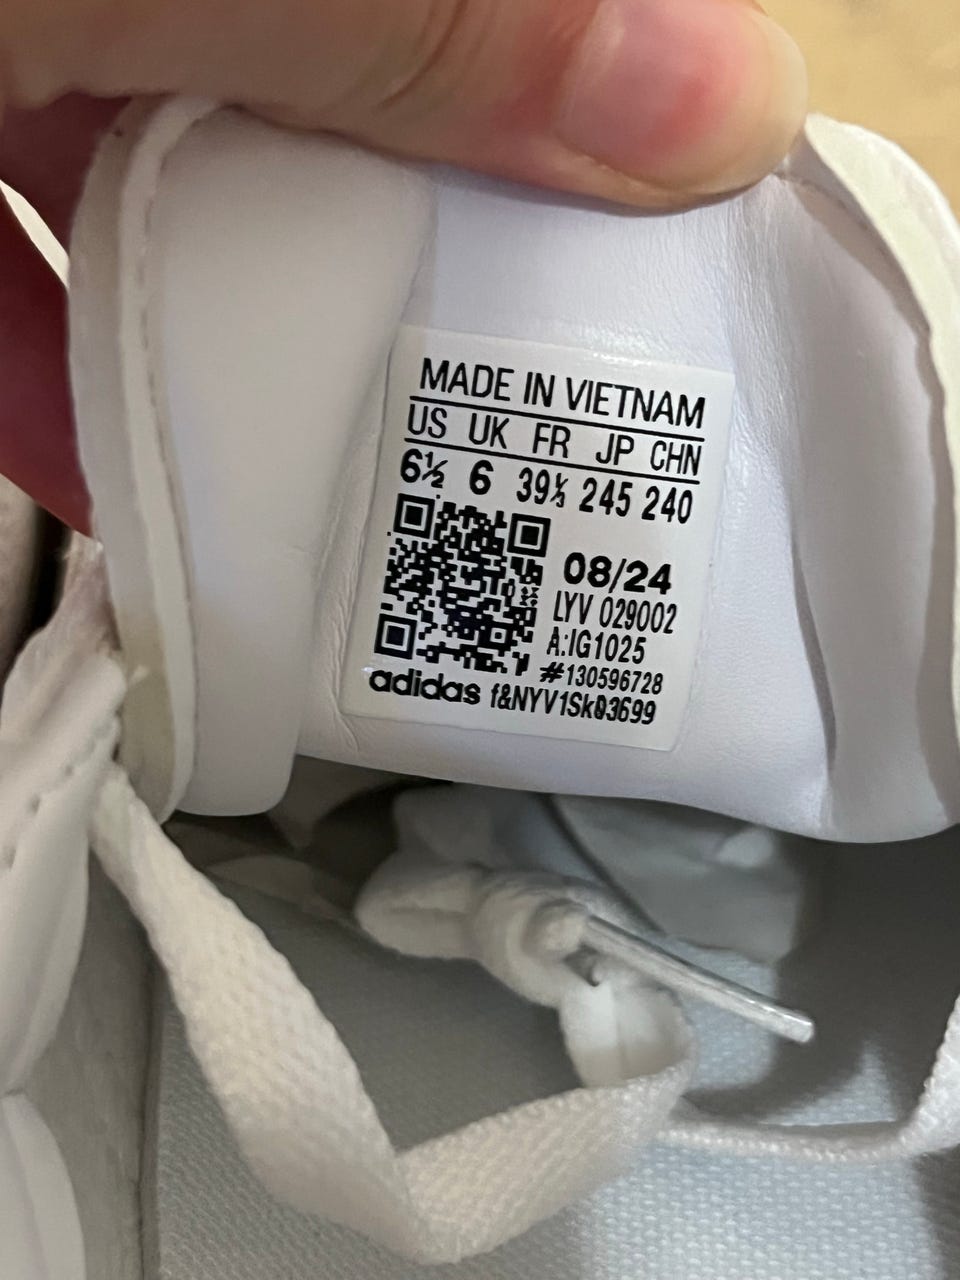 MADE IN VIETNAM
US UK FR JP CHN
6½ 6 39⅓ 245 240
08/24
LYV 029002
A:IG1025
#130596728
adidas f&NYV1Sk03699